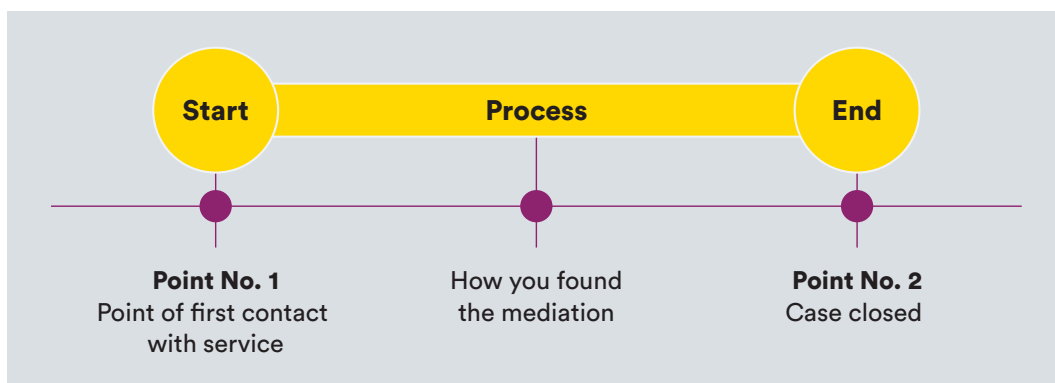 Start
Process
End
Point No. 1
Point of first contact
with service
How you found
the mediation
Point No. 2
Case closed